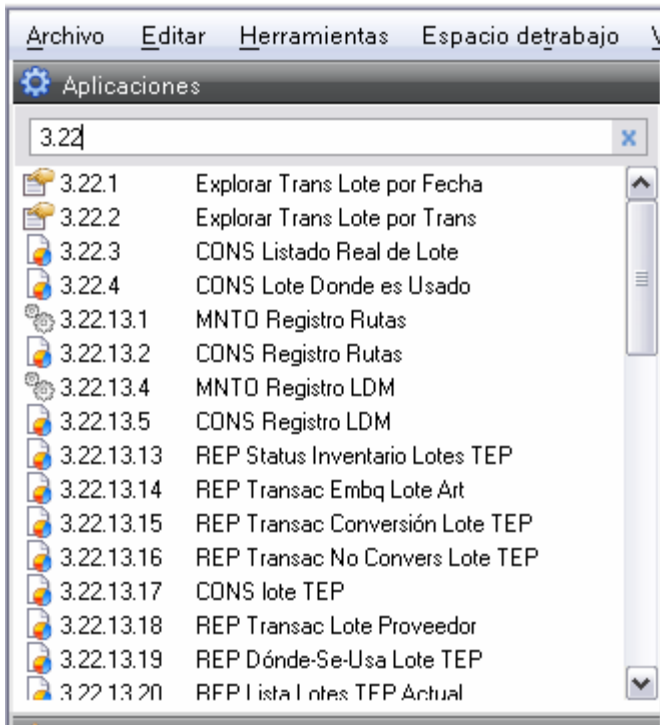 Archivo Editar Herramientas Espacio detrabajo V
Aplicaciones
3.22
3.22.1 Explorar Trans Lote por Fecha
3.22.2 Explorar Trans Lote por Trans
3.22.3 CONS Listado Real de Lote
3.22.4 CONS Lote Donde es Usado
3.22.13.1 MNTO Registro Rutas
3.22.13.2 CONS Registro Rutas
3.22.13.4 MNTO Registro LDM
3.22.13.5 CONS Registro LDM
3.22.13.13 REP Status Inventario Lotes TEP
3.22.13.14 REP Transac Embq Lote Art
3.22.13.15 REP Transac Conversión Lote TEP
3.22.13.16 REP Transac No Convers Lote TEP
3.22.13.17 CONS lote TEP
3.22.13.18 REP Transac Lote Proveedor
3.22.13.19 REP Dónde-Se-Usa Lote TEP
3.22.13.20 REP Lista Lotes TEP Actual